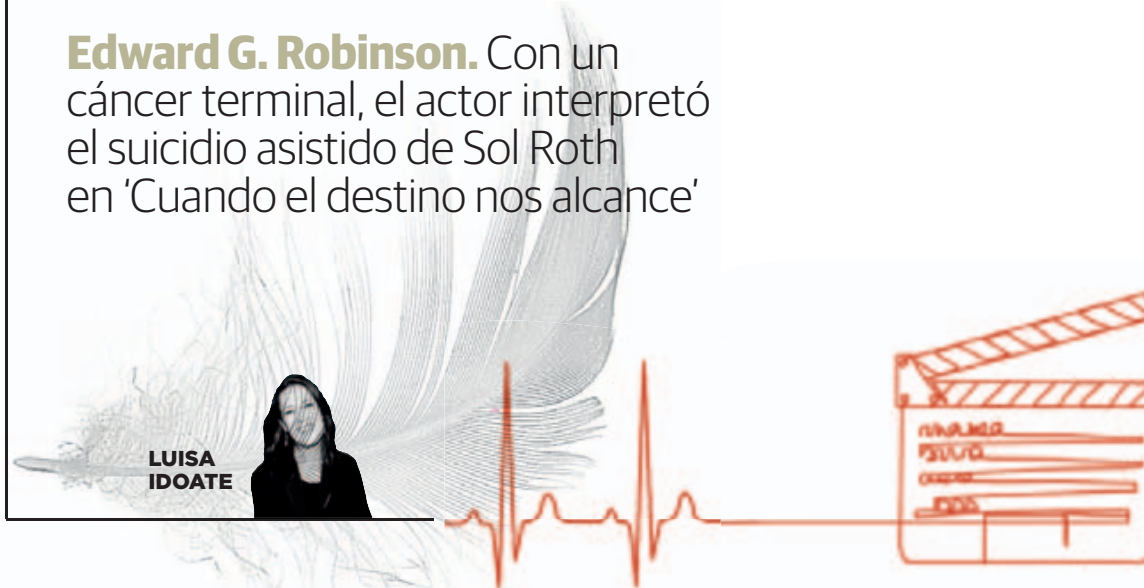 Edward G. Robinson. Con un
cáncer terminal, el actor interpretó
el suicidio asistido de Sol Roth
en ‘Cuando el destino nos alcance’
LUISA
IDOATE